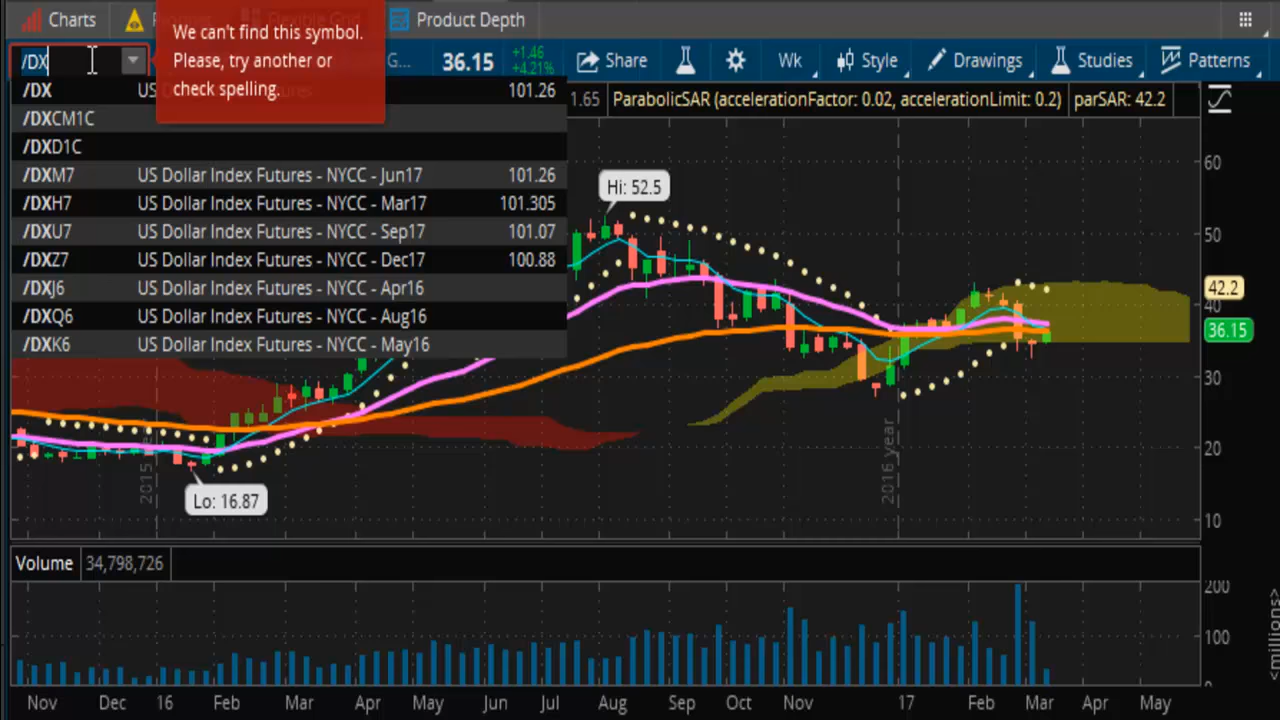 Charts
Flexible Grid
Product Depth
We can't find this symbol.
Please, try another or
check spelling.
/DX
G...
36.15
+1.46
+4.21%
Share
Wk
Style
Drawings
Studies
Patterns
/DX US 101.26
/DXCM1C
/DXD1C
/DXM7 US Dollar Index Futures - NYCC - Jun17 101.26
/DXH7 US Dollar Index Futures - NYCC - Mar17 101.305
/DXU7 US Dollar Index Futures - NYCC - Sep17 101.07
/DXZ7 US Dollar Index Futures - NYCC - Dec17 100.88
/DXJ6 US Dollar Index Futures - NYCC - Apr16
/DXQ6 US Dollar Index Futures - NYCC - Aug16
/DXK6 US Dollar Index Futures - NYCC - May16
1.65 ParabolicSAR (accelerationFactor: 0.02, accelerationLimit: 0.2) parSAR: 42.2
Hi: 52.5
Lo: 16.87
60
50
42.2
40
36.15
30
20
10
2015 year
2016 year
Volume 34,798,726
200
100
0
<millions>
Nov Dec 16 Feb Mar Apr May Jun Jul Aug Sep Oct Nov 17 Feb Mar Apr May